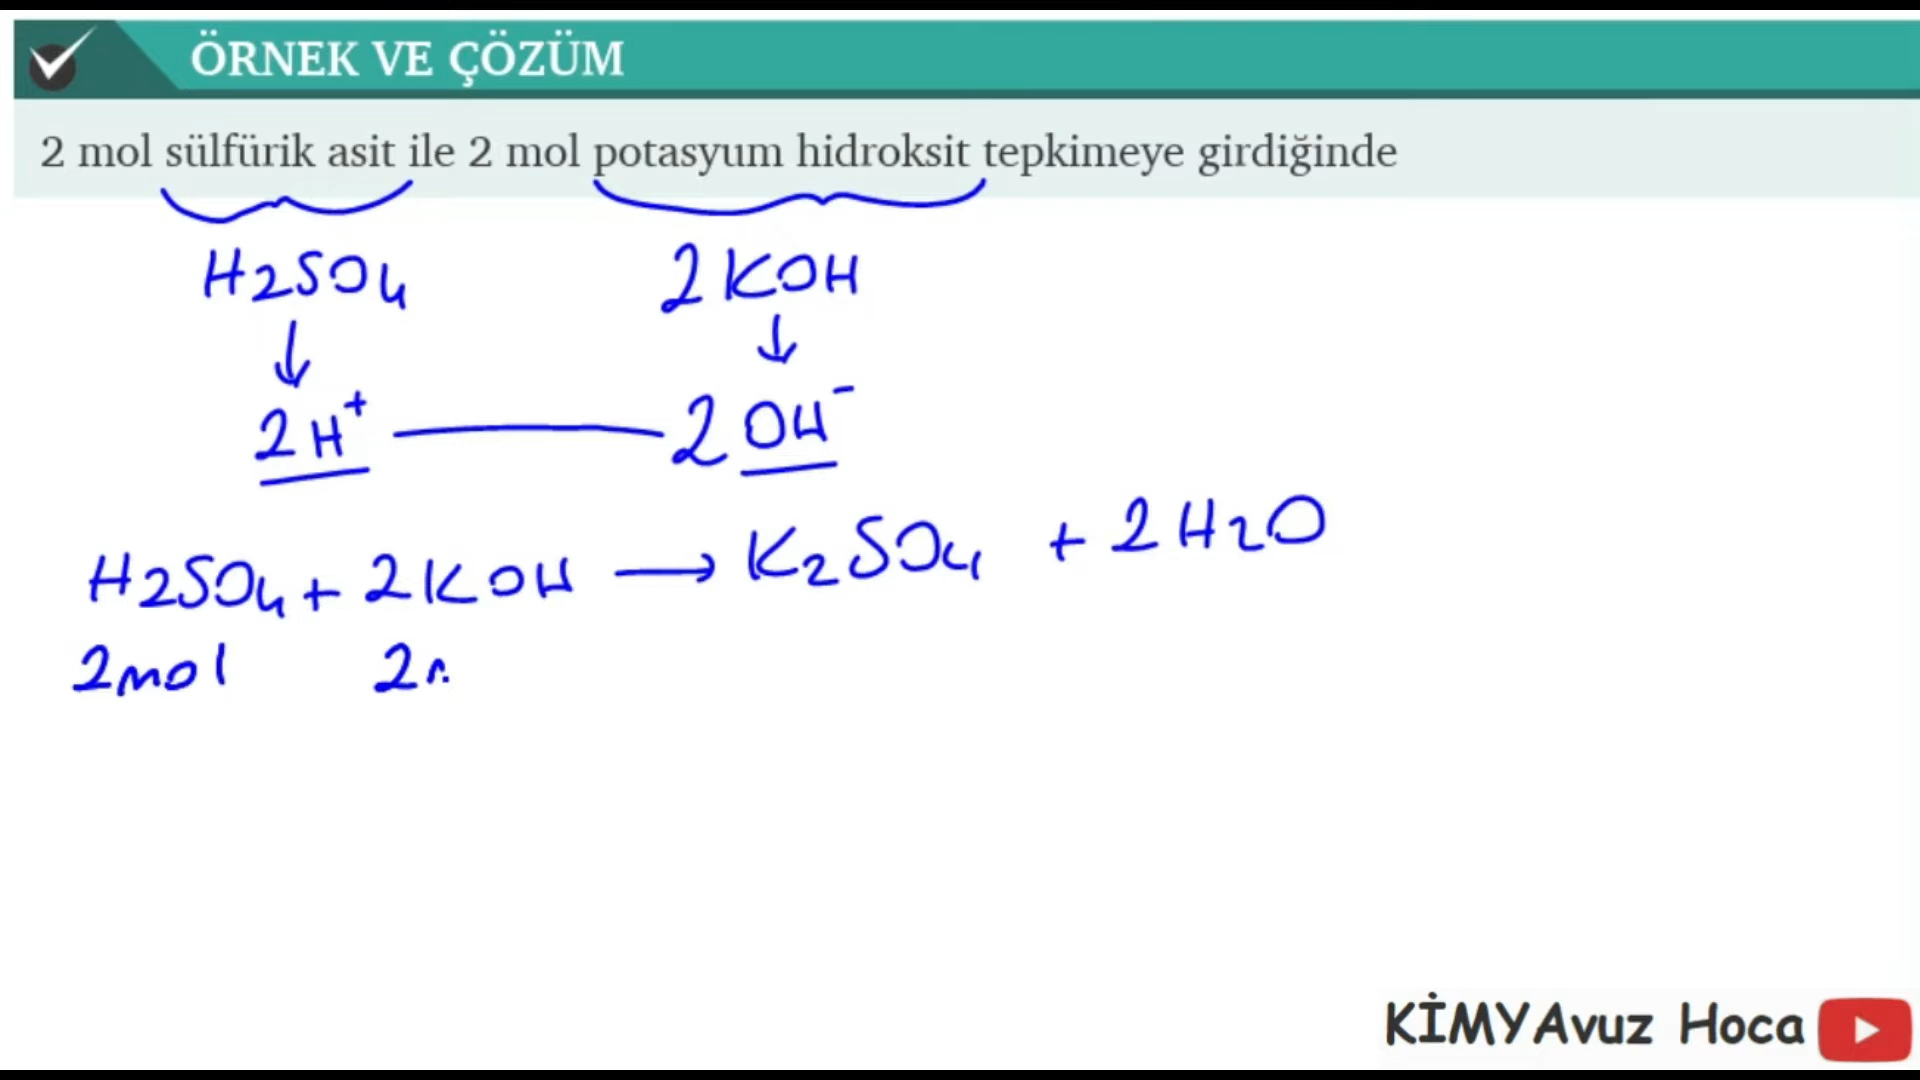 ÖRNEK VE ÇÖZÜM
2 mol sülfürik asit ile 2 mol potasyum hidroksit tepkimeye girdiğinde
H₂SO₄ 2KOH
↓ ↓
2H⁺ — 2OH⁻
H₂SO₄ + 2KOH → K₂SO₄ + 2H₂O
2mol 2
KİMYAvuz Hoca